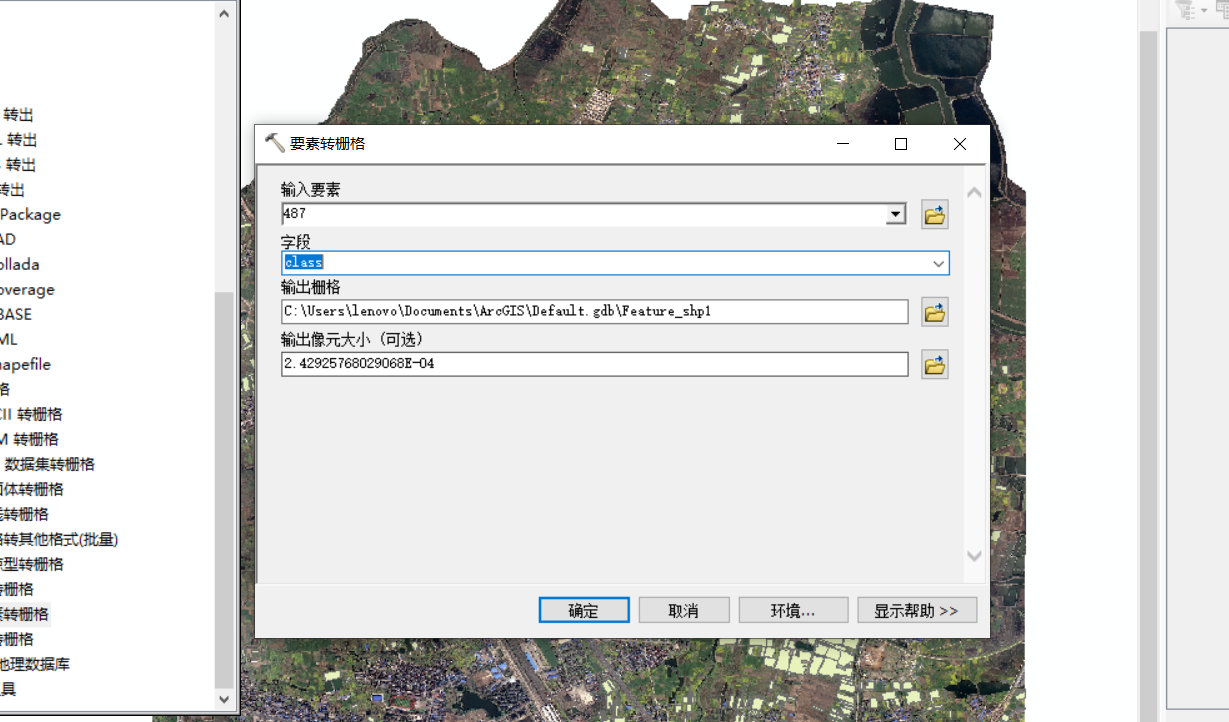 转出
转出
转出
转出
Package
AD
ollada
overage
BASE
ML
hapefile
格
CII 转栅格
M 转栅格
数据集转栅格
面体转栅格
转栅格
格转其他格式(批量)
点型转栅格
转栅格
素转栅格
转栅格
地理数据库
具
要素转栅格
输入要素
487
字段
class
输出栅格
C:\Users\lenovo\Documents\ArcGIS\Default.gdb\Feature_shp1
输出像元大小（可选）
2.42925768029068E-04
确定
取消
环境...
显示帮助 >>